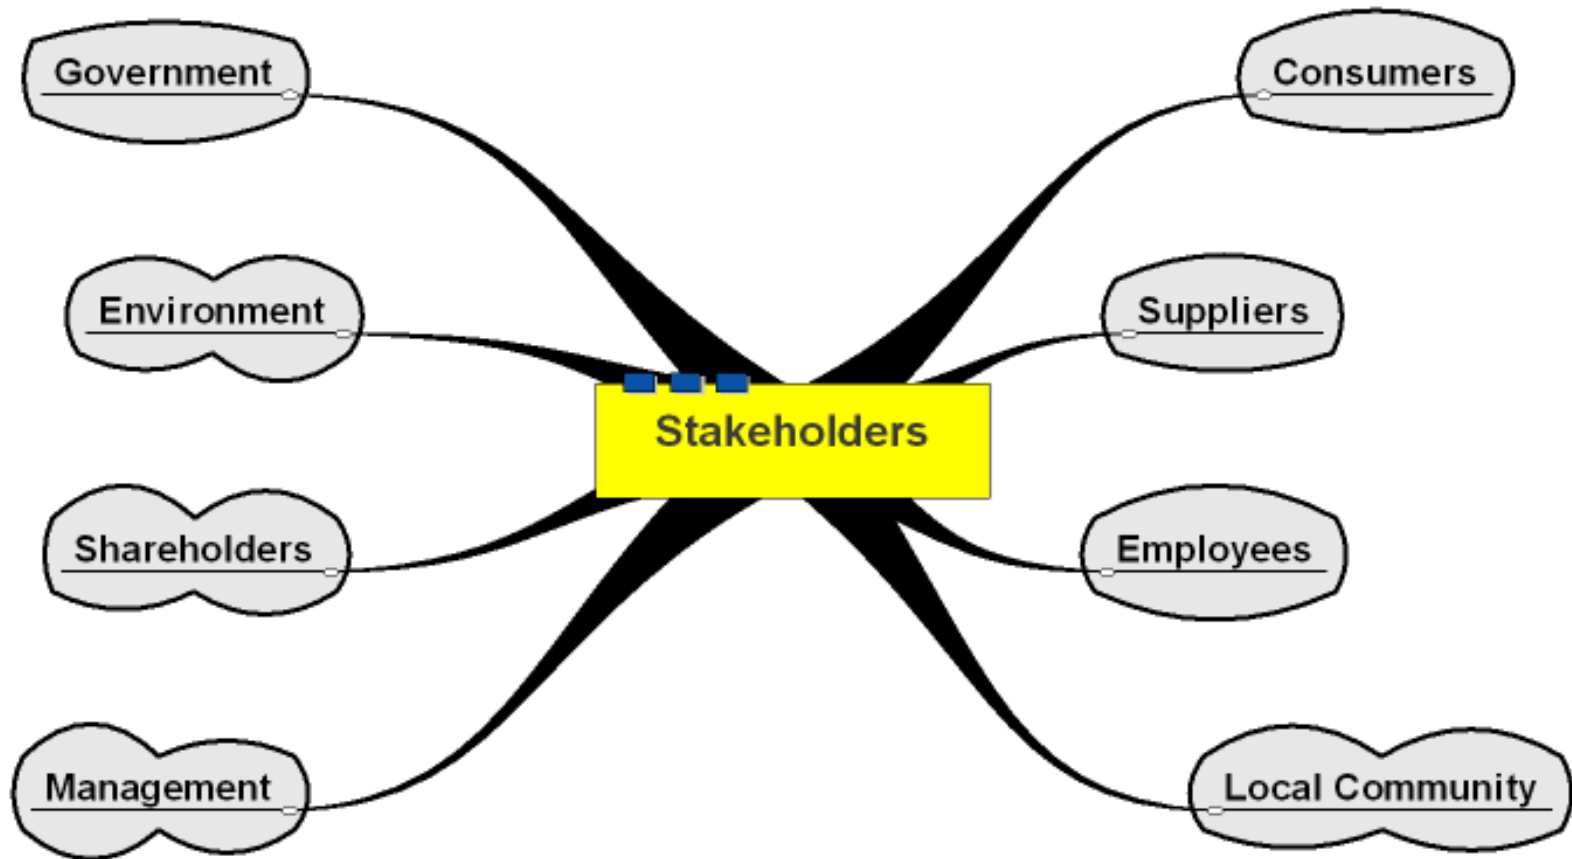 Government
Consumers
Environment
Suppliers
Stakeholders
Shareholders
Employees
Management
Local Community